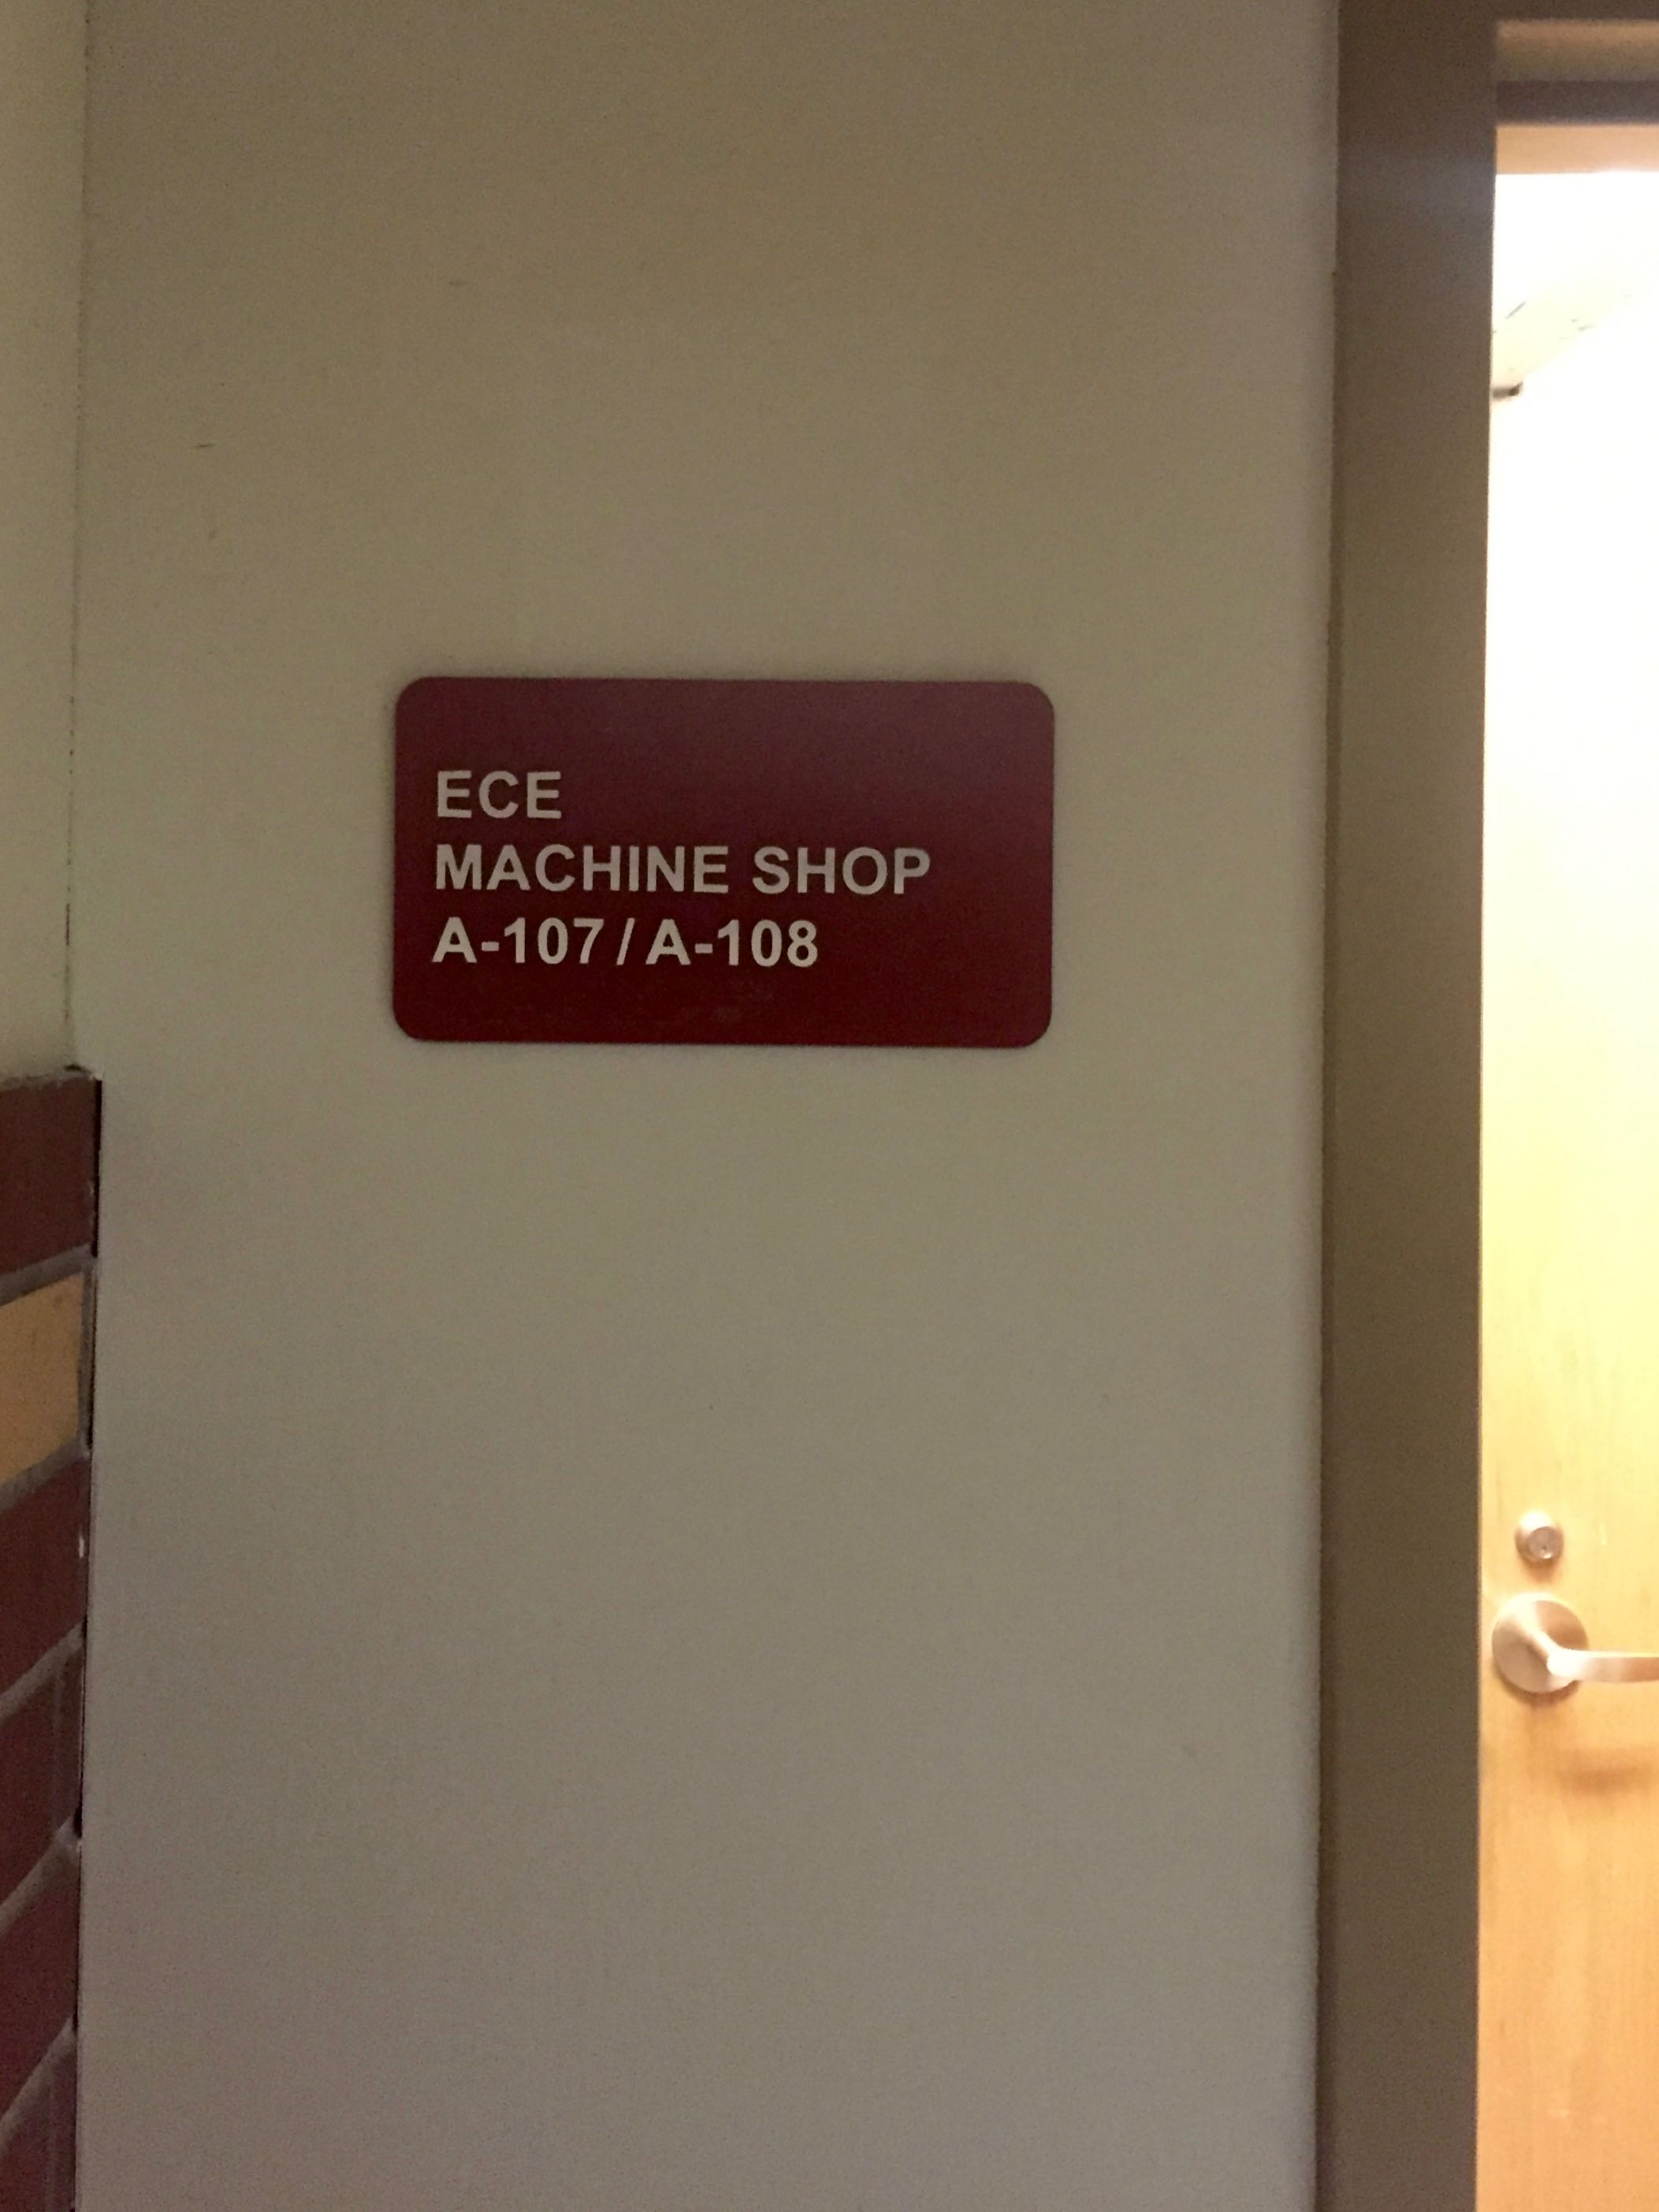 ECE
MACHINE SHOP
A-107 / A-108